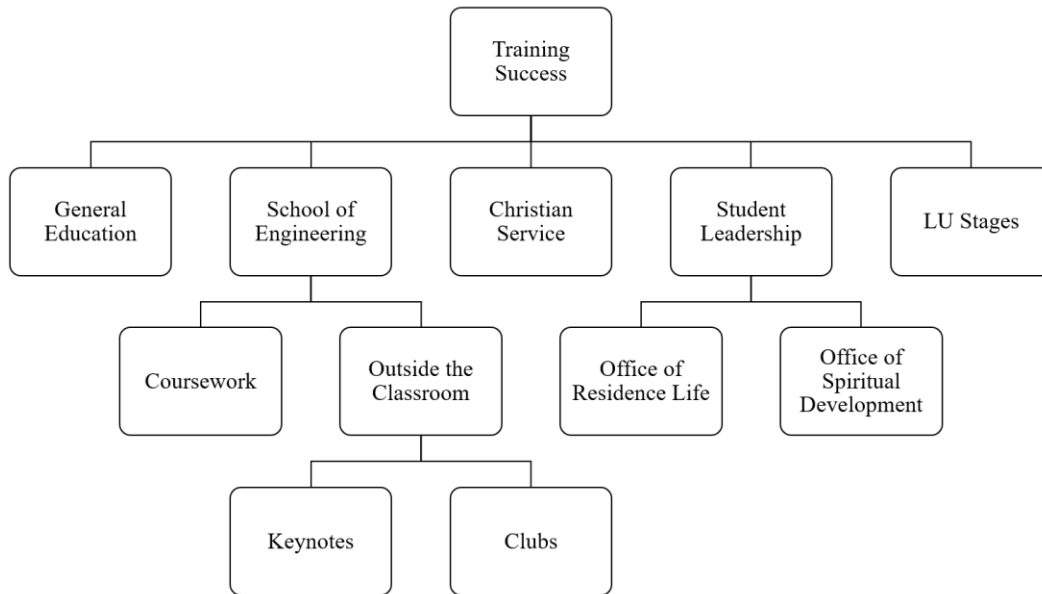 Training
Success
General
Education
School of
Engineering
Christian
Service
Student
Leadership
LU Stages
Coursework
Outside the
Classroom
Office of
Residence Life
Office of
Spiritual
Development
Keynotes
Clubs